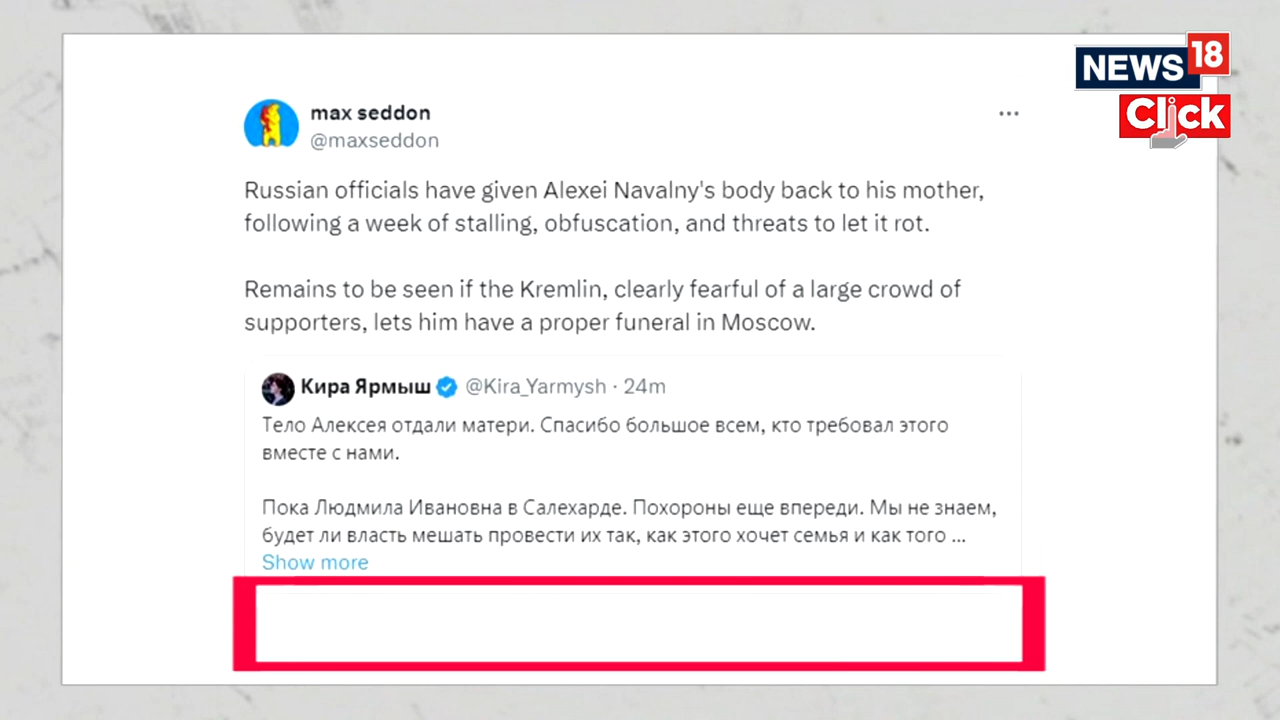 NEWS 18
Click
max seddon
@maxseddon
Russian officials have given Alexei Navalny's body back to his mother,
following a week of stalling, obfuscation, and threats to let it rot.
Remains to be seen if the Kremlin, clearly fearful of a large crowd of
supporters, lets him have a proper funeral in Moscow.
Кира Ярмыш @Kira_Yarmysh · 24m
Тело Алексея отдали матери. Спасибо большое всем, кто требовал этого
вместе с нами.
Пока Людмила Ивановна в Салехарде. Похороны еще впереди. Мы не знаем,
будет ли власть мешать провести их так, как этого хочет семья и как того ...
Show more